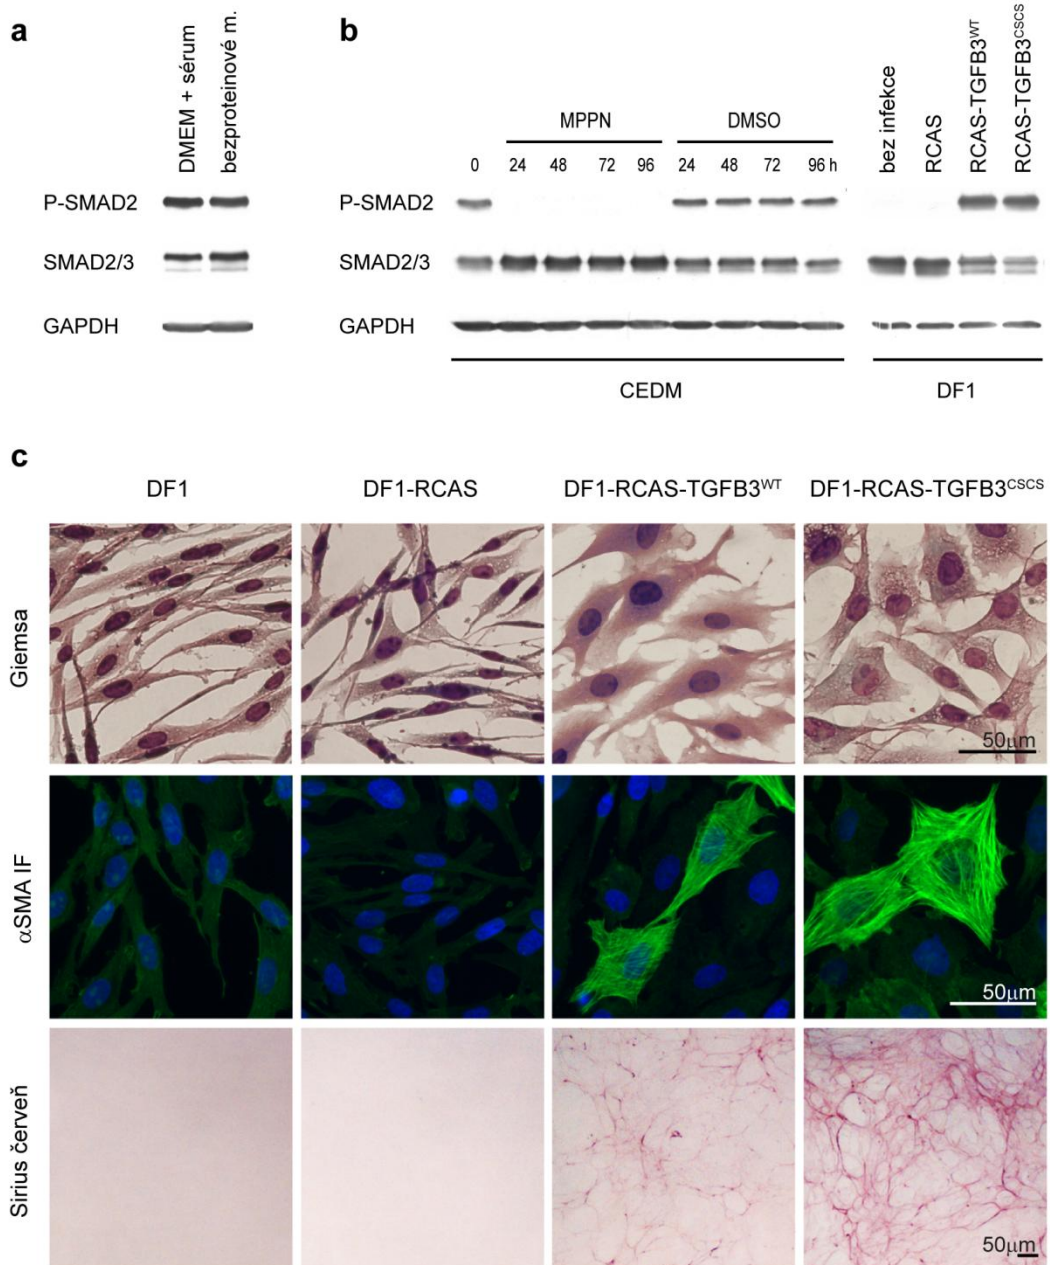 a
DMEM + sérum
bezproteinové m.
P-SMAD2
SMAD2/3
GAPDH
b
MPPN
DMSO
0 24 48 72 96 24 48 72 96 h
bez infekce
RCAS
RCAS-TGFB3WT
RCAS-TGFB3CSCS
P-SMAD2
SMAD2/3
GAPDH
CEDM
DF1
c
DF1 DF1-RCAS DF1-RCAS-TGFB3WT DF1-RCAS-TGFB3CSCS
Giemsa
50μm
αSMA IF
50μm
Sirius červeň
50μm